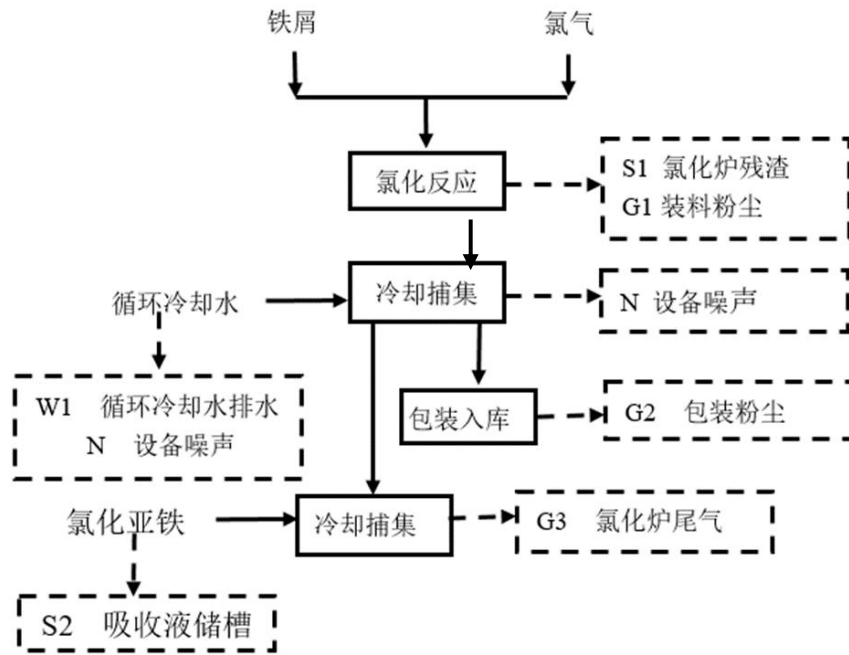 铁屑
氯气
氯化反应
S1 氯化炉残渣
G1 装料粉尘
循环冷却水
冷却捕集
N 设备噪声
W1 循环冷却水排水
N 设备噪声
包装入库
G2 包装粉尘
氯化亚铁
冷却捕集
G3 氯化炉尾气
S2 吸收液储槽